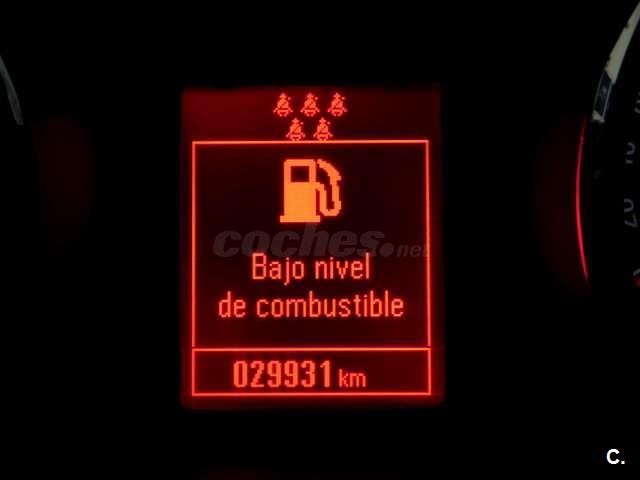 coches.net
Bajo nivel
de combustible
029931 km
C.